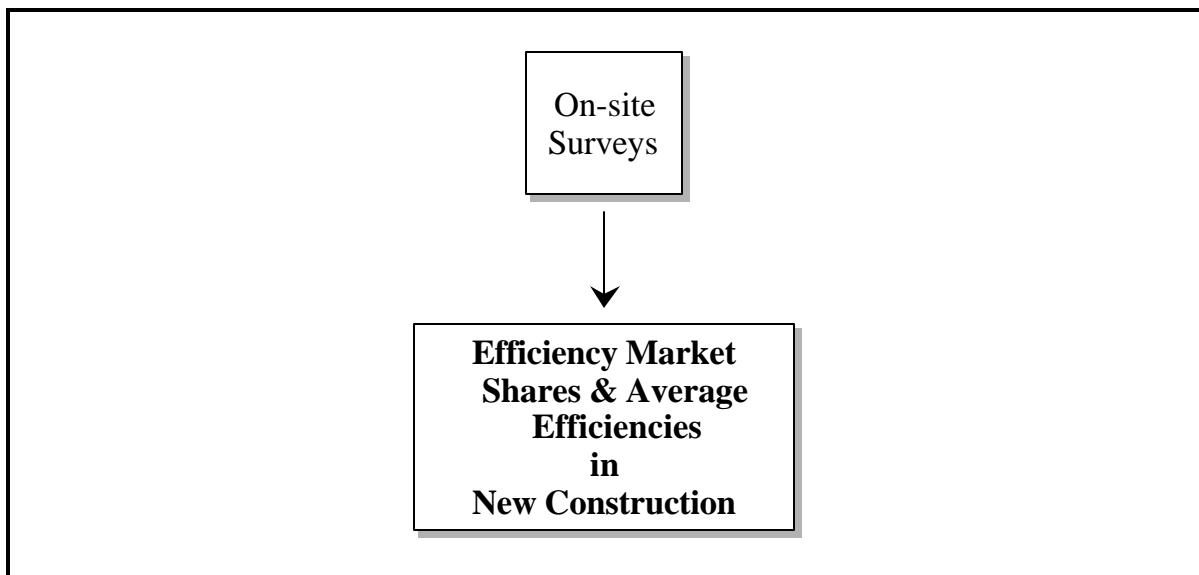 On-site
Surveys
Efficiency Market
Shares & Average
Efficiencies
in
New Construction